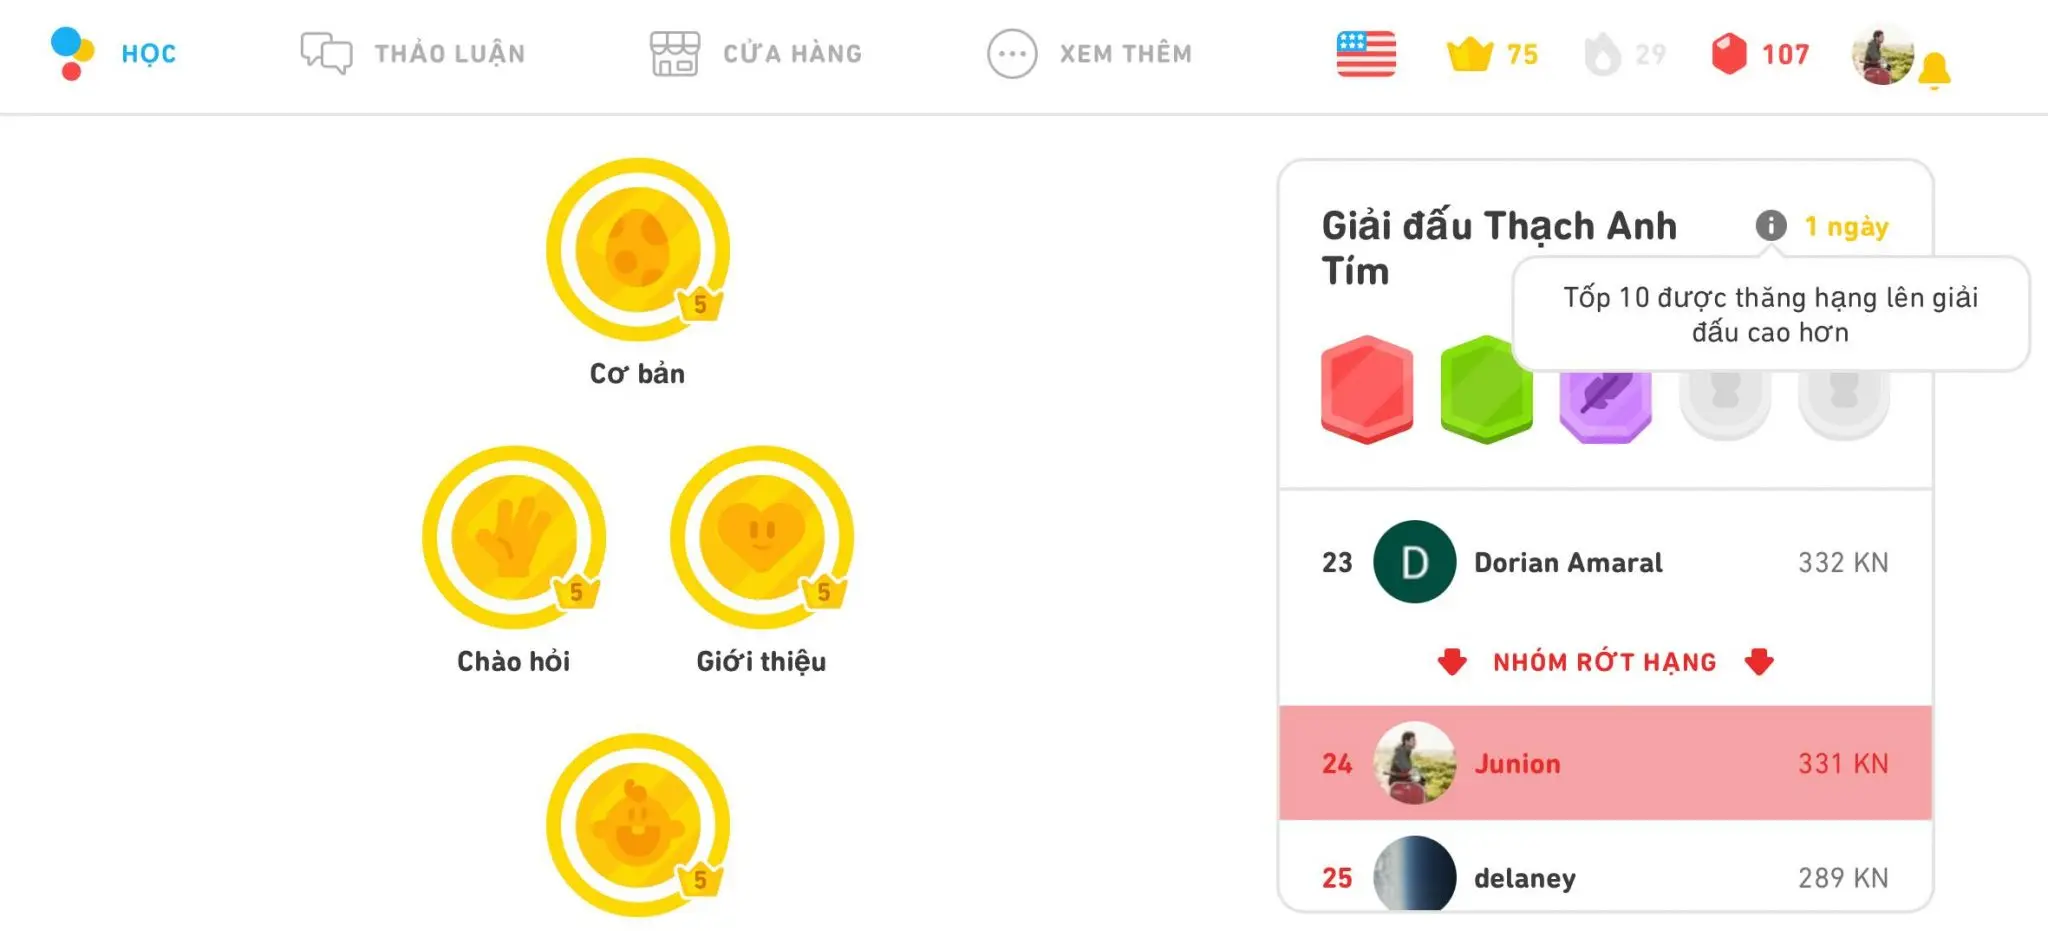 HỌC
THẢO LUẬN
CỬA HÀNG
XEM THÊM
75
29
107
5
Cơ bản
5
5
Chào hỏi
Giới thiệu
5
Giải đấu Thạch Anh
Tím
1 ngày
Tốp 10 được thăng hạng lên giải
đấu cao hơn
23 D Dorian Amaral 332 KN
NHÓM RỚT HẠNG
24 Junion 331 KN
25 delaney 289 KN